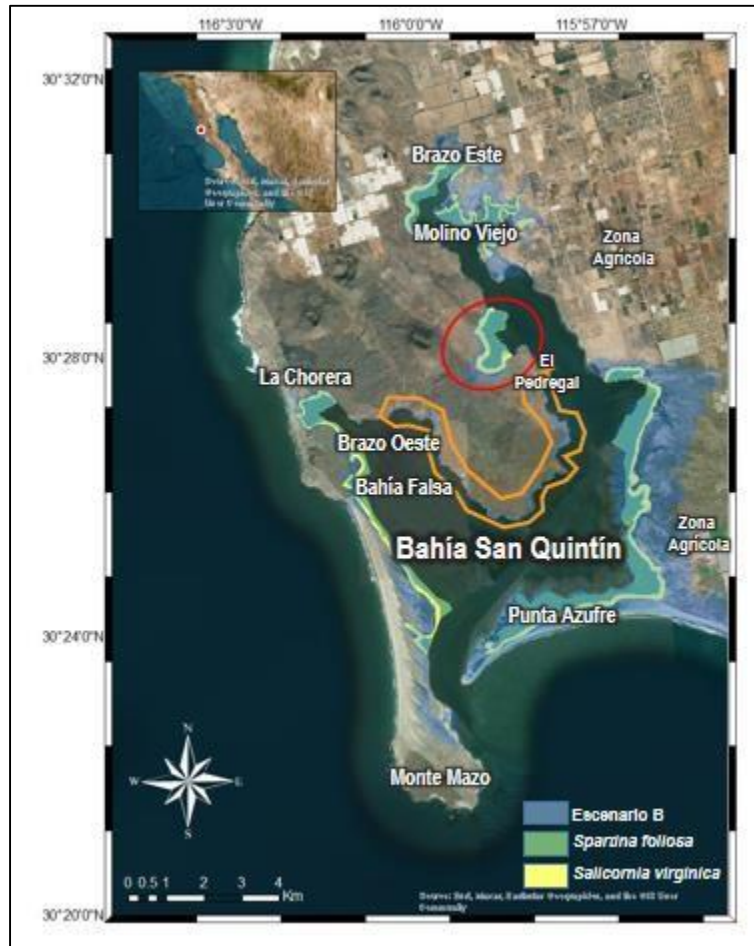 116°3'0"W
116°0'0"W
115°57'0"W
30°32'0"N
30°28'0"N
30°24'0"N
30°20'0"N
Brazo Este
Molino Viejo
Zona
Agrícola
El
Pedregal
La Chorera
Brazo Oeste
Bahía Falsa
Bahía San Quintín
Zona
Agrícola
Punta Azufre
Monte Mazo
N
W
E
S
0 0.5 1 2 3 4
Km
Escenario B
Spartina foliosa
Salicornia virginica